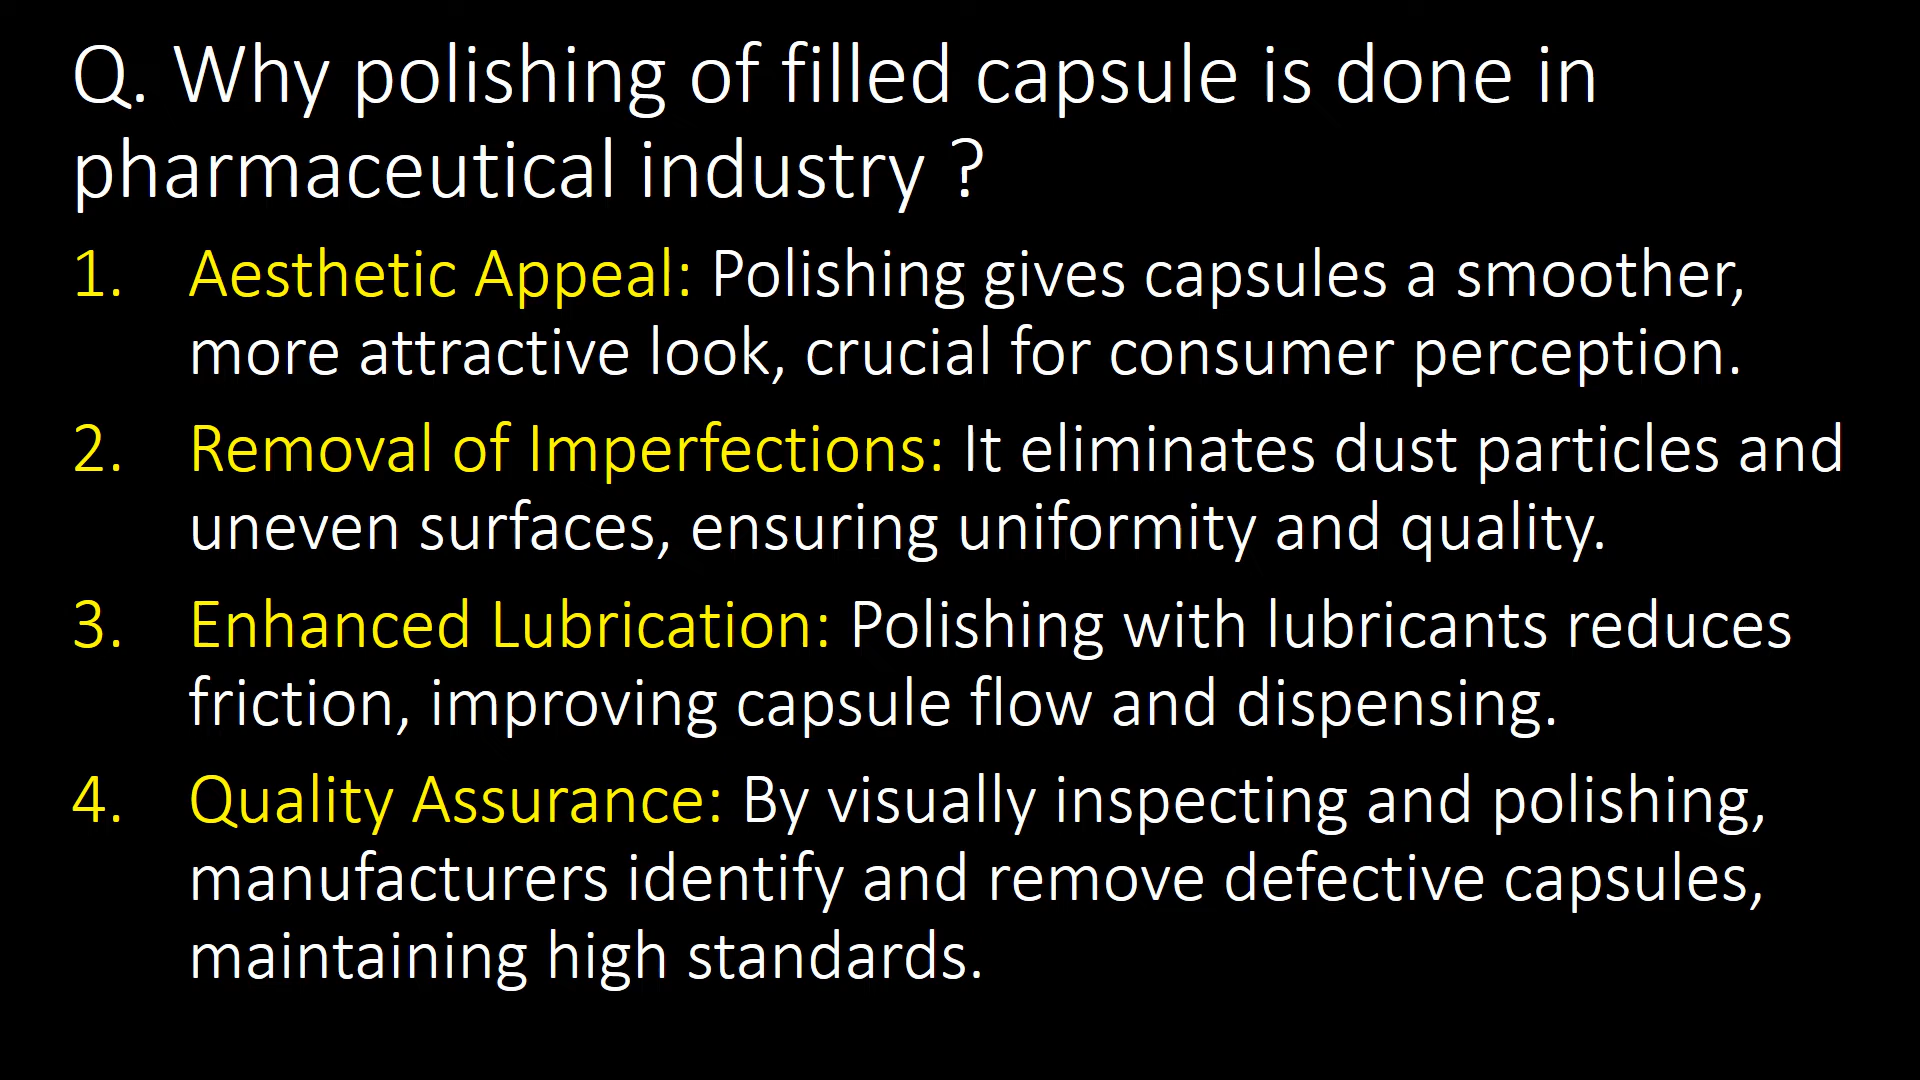 Q. Why polishing of filled capsule is done in
pharmaceutical industry ?
1. Aesthetic Appeal: Polishing gives capsules a smoother,
more attractive look, crucial for consumer perception.
2. Removal of Imperfections: It eliminates dust particles and
uneven surfaces, ensuring uniformity and quality.
3. Enhanced Lubrication: Polishing with lubricants reduces
friction, improving capsule flow and dispensing.
4. Quality Assurance: By visually inspecting and polishing,
manufacturers identify and remove defective capsules,
maintaining high standards.